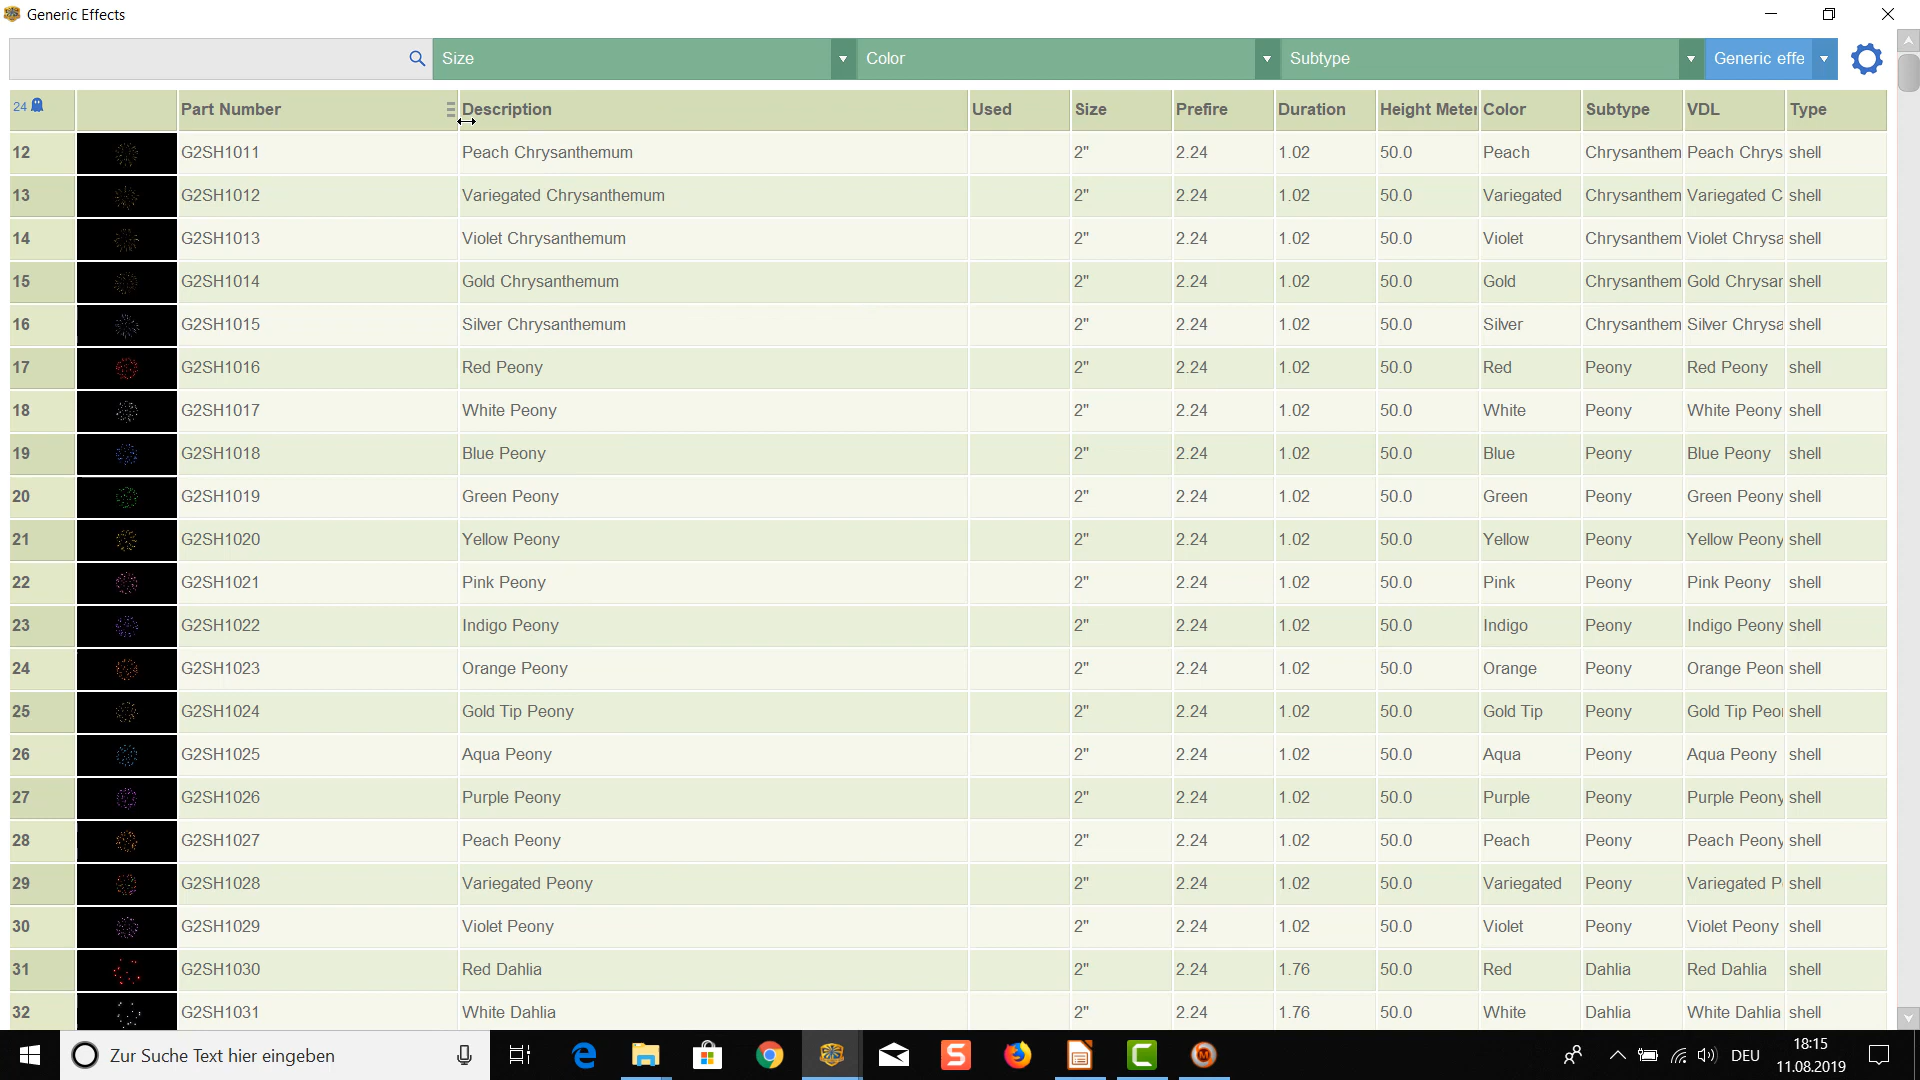 Generic Effects
Size Color Subtype Generic effe
24 Part Number Description Used Size Prefire Duration Height Meter Color Subtype VDL Type
12 G2SH1011 Peach Chrysanthemum 2" 2.24 1.02 50.0 Peach Chrysanthem Peach Chrys shell
13 G2SH1012 Variegated Chrysanthemum 2" 2.24 1.02 50.0 Variegated Chrysanthem Variegated C shell
14 G2SH1013 Violet Chrysanthemum 2" 2.24 1.02 50.0 Violet Chrysanthem Violet Chrysa shell
15 G2SH1014 Gold Chrysanthemum 2" 2.24 1.02 50.0 Gold Chrysanthem Gold Chrysar shell
16 G2SH1015 Silver Chrysanthemum 2" 2.24 1.02 50.0 Silver Chrysanthem Silver Chrysa shell
17 G2SH1016 Red Peony 2" 2.24 1.02 50.0 Red Peony Red Peony shell
18 G2SH1017 White Peony 2" 2.24 1.02 50.0 White Peony White Peony shell
19 G2SH1018 Blue Peony 2" 2.24 1.02 50.0 Blue Peony Blue Peony shell
20 G2SH1019 Green Peony 2" 2.24 1.02 50.0 Green Peony Green Peony shell
21 G2SH1020 Yellow Peony 2" 2.24 1.02 50.0 Yellow Peony Yellow Peony shell
22 G2SH1021 Pink Peony 2" 2.24 1.02 50.0 Pink Peony Pink Peony shell
23 G2SH1022 Indigo Peony 2" 2.24 1.02 50.0 Indigo Peony Indigo Peony shell
24 G2SH1023 Orange Peony 2" 2.24 1.02 50.0 Orange Peony Orange Peon shell
25 G2SH1024 Gold Tip Peony 2" 2.24 1.02 50.0 Gold Tip Peony Gold Tip Peo shell
26 G2SH1025 Aqua Peony 2" 2.24 1.02 50.0 Aqua Peony Aqua Peony shell
27 G2SH1026 Purple Peony 2" 2.24 1.02 50.0 Purple Peony Purple Peony shell
28 G2SH1027 Peach Peony 2" 2.24 1.02 50.0 Peach Peony Peach Peony shell
29 G2SH1028 Variegated Peony 2" 2.24 1.02 50.0 Variegated Peony Variegated P shell
30 G2SH1029 Violet Peony 2" 2.24 1.02 50.0 Violet Peony Violet Peony shell
31 G2SH1030 Red Dahlia 2" 2.24 1.76 50.0 Red Dahlia Red Dahlia shell
32 G2SH1031 White Dahlia 2" 2.24 1.76 50.0 White Dahlia White Dahlia shell
Zur Suche Text hier eingeben DEU 18:15
11.08.2019